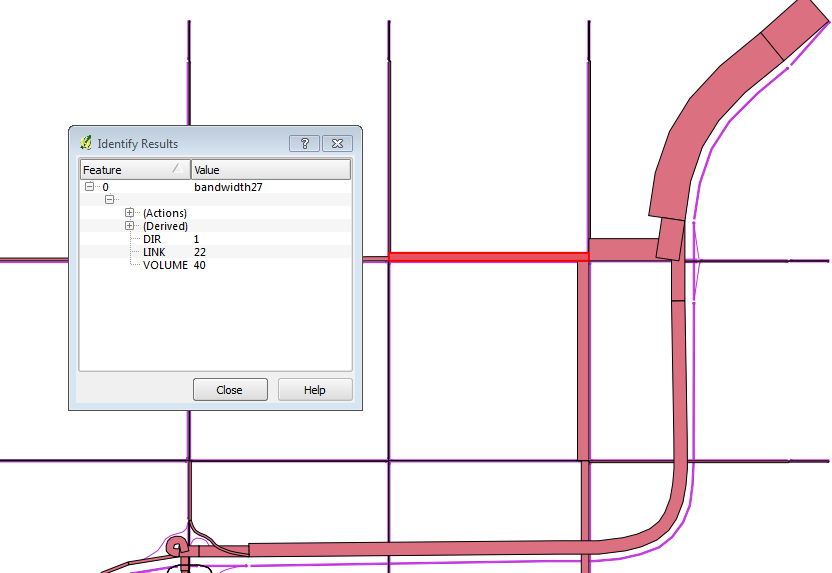 Identify Results
Feature Value
0 bandwidth27
(Actions)
(Derived)
DIR 1
LINK 22
VOLUME 40
Close Help